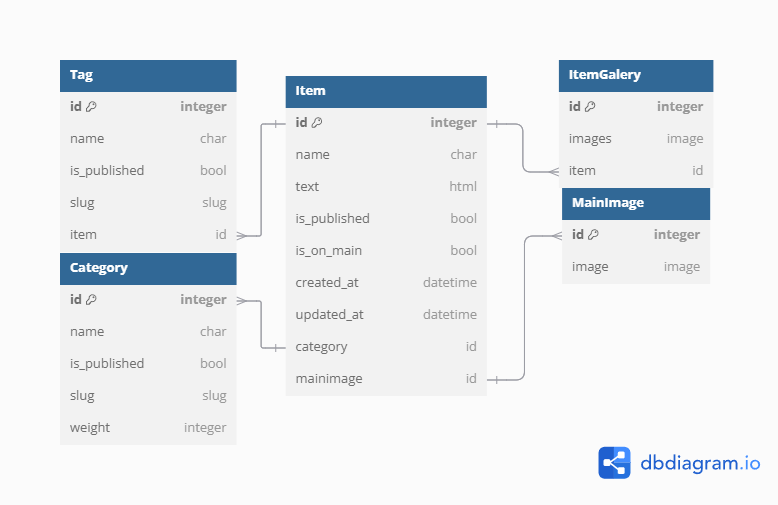 Tag
id integer
name char
is_published bool
slug slug
item id
Category
id integer
name char
is_published bool
slug slug
weight integer
Item
id integer
name char
text html
is_published bool
is_on_main bool
created_at datetime
updated_at datetime
category id
mainimage id
ItemGalery
id integer
images image
item id
MainImage
id integer
image image
dbdiagram.io